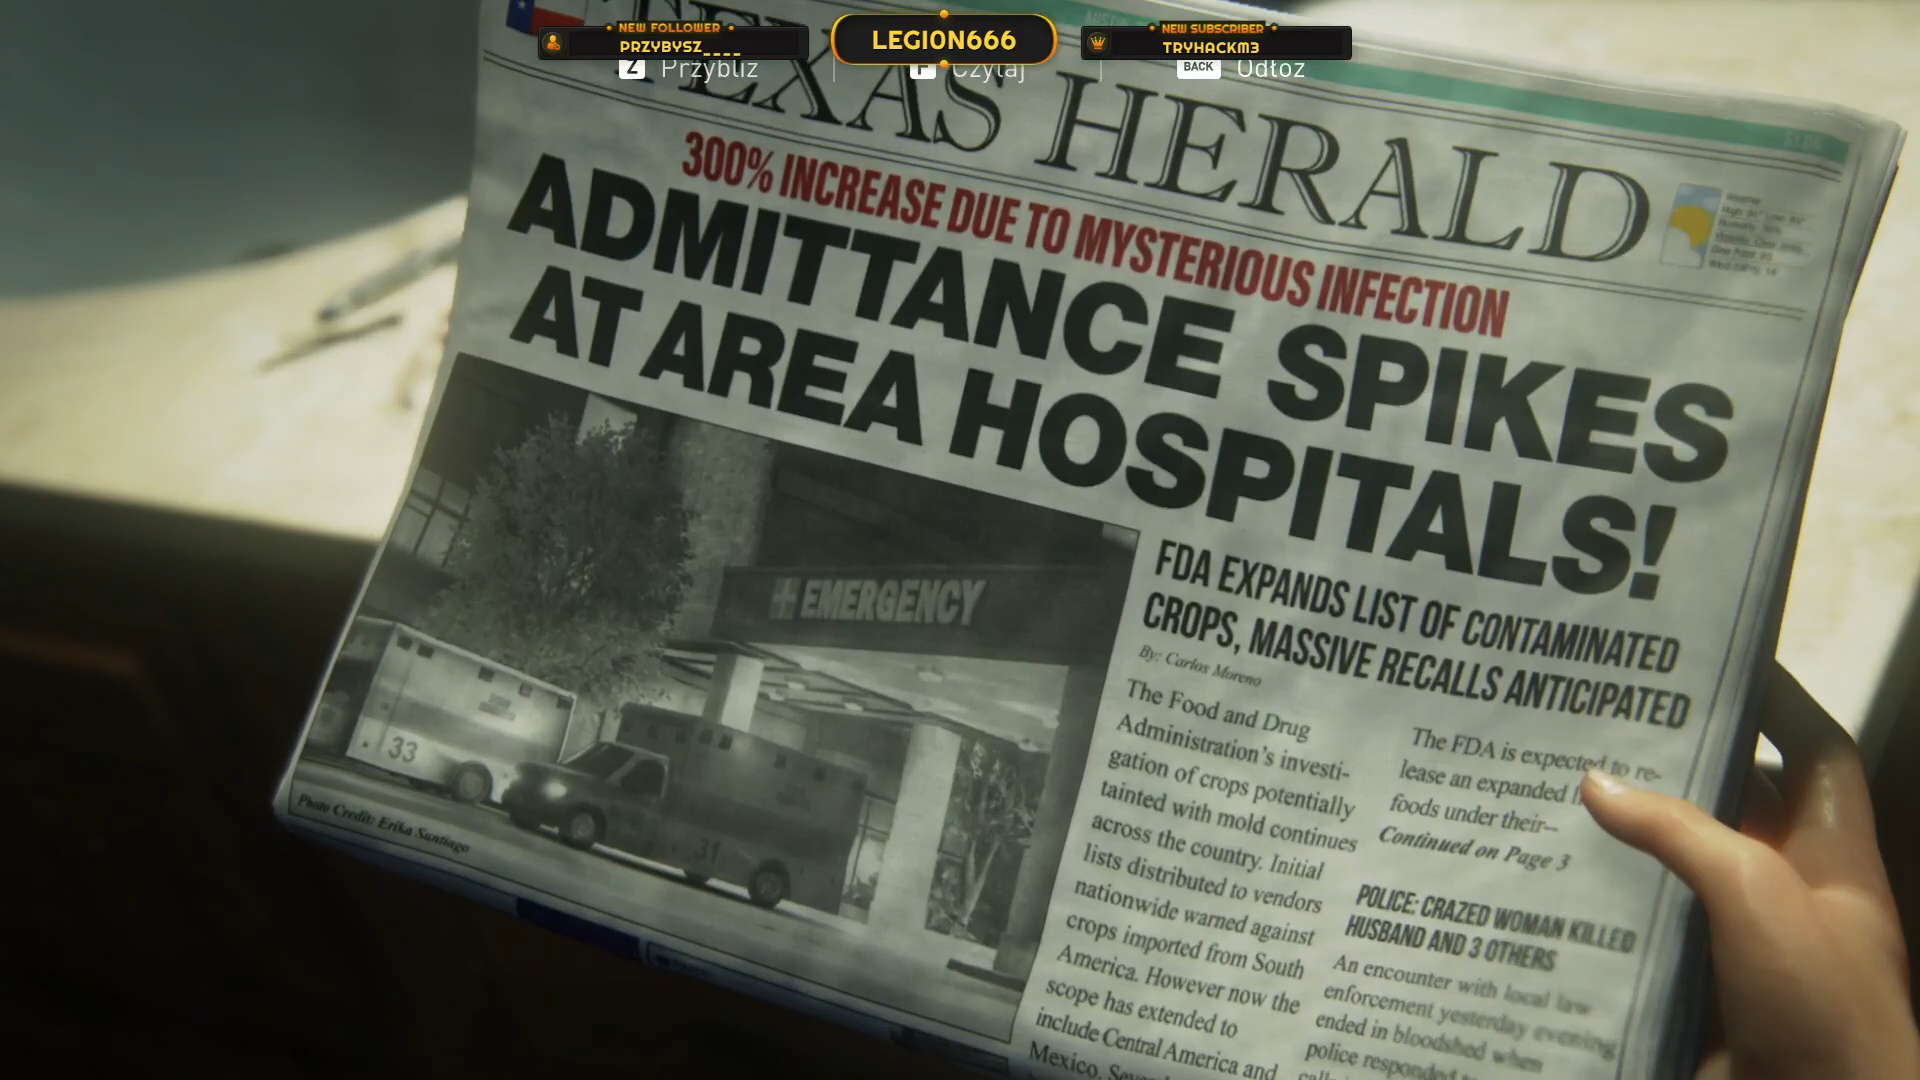 NEW FOLLOWER
PRZYBYSZ____
LEGI0N666
NEW SUBSCRIBER
TRYHACKM3
Z Przybliż
F Czytaj
BACK Odłóż
TEXAS HERALD
300% INCREASE DUE TO MYSTERIOUS INFECTION
ADMITTANCE SPIKES
AT AREA HOSPITALS!
EMERGENCY
33
31
Photo Credit: Erika Santiago
FDA EXPANDS LIST OF CONTAMINATED
CROPS, MASSIVE RECALLS ANTICIPATED
By: Carlos Moreno
The Food and Drug
Administration's investi-
gation of crops potentially
tainted with mold continues
across the country. Initial
lists distributed to vendors
nationwide warned against
crops imported from South
America. However now the
scope has extended to
include Central America and
Mexico.
The FDA is expected to re-
lease an expanded
foods under their--
Continued on Page 3
POLICE: CRAZED WOMAN KILLED
HUSBAND AND 3 OTHERS
An encounter with local law
enforcement yesterday evening
ended in bloodshed when
police responded